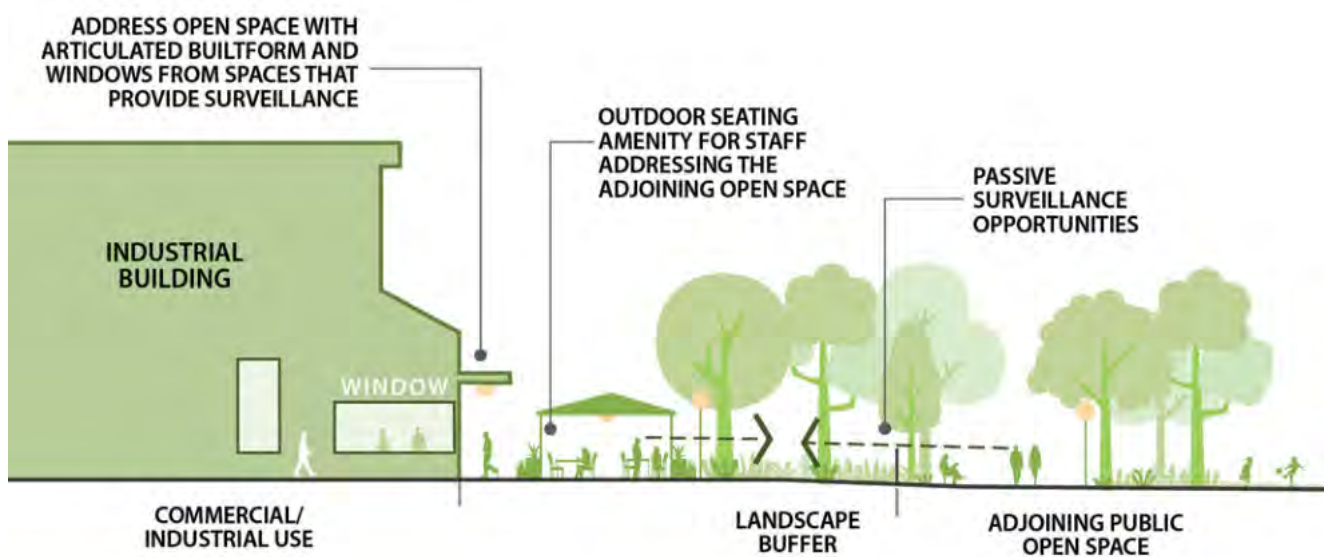 ADDRESS OPEN SPACE WITH
ARTICULATED BUILTFORM AND
WINDOWS FROM SPACES THAT
PROVIDE SURVEILLANCE
OUTDOOR SEATING
AMENITY FOR STAFF
ADDRESSING THE
ADJOINING OPEN SPACE
PASSIVE
SURVEILLANCE
OPPORTUNITIES
INDUSTRIAL
BUILDING
WINDOW
COMMERCIAL/
INDUSTRIAL USE
LANDSCAPE
BUFFER
ADJOINING PUBLIC
OPEN SPACE